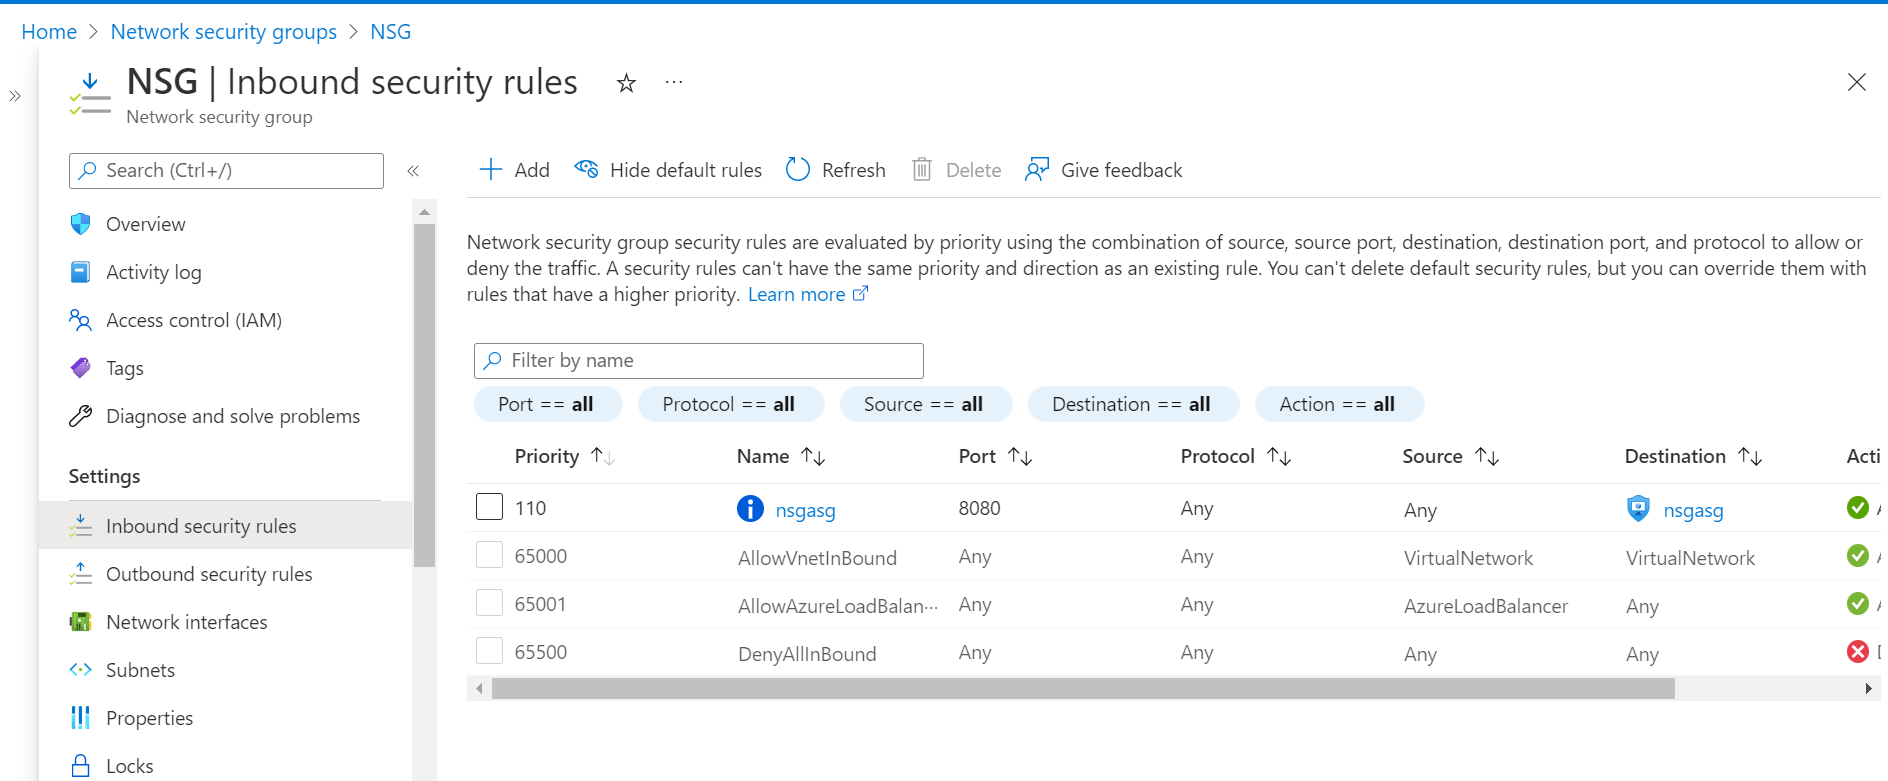 Home > Network security groups > NSG
NSG | Inbound security rules
Network security group
Search (Ctrl+/)
Overview
Activity log
Access control (IAM)
Tags
Diagnose and solve problems
Settings
Inbound security rules
Outbound security rules
Network interfaces
Subnets
Properties
Locks
Add Hide default rules Refresh Delete Give feedback
Network security group security rules are evaluated by priority using the combination of source, source port, destination, destination port, and protocol to allow or
deny the traffic. A security rules can't have the same priority and direction as an existing rule. You can't delete default security rules, but you can override them with
rules that have a higher priority. Learn more
Filter by name
Port == all Protocol == all Source == all Destination == all Action == all
Priority Name Port Protocol Source Destination Acti
110 nsgasg 8080 Any Any nsgasg
65000 AllowVnetInBound Any Any VirtualNetwork VirtualNetwork
65001 AllowAzureLoadBalan··· Any Any AzureLoadBalancer Any
65500 DenyAllInBound Any Any Any Any